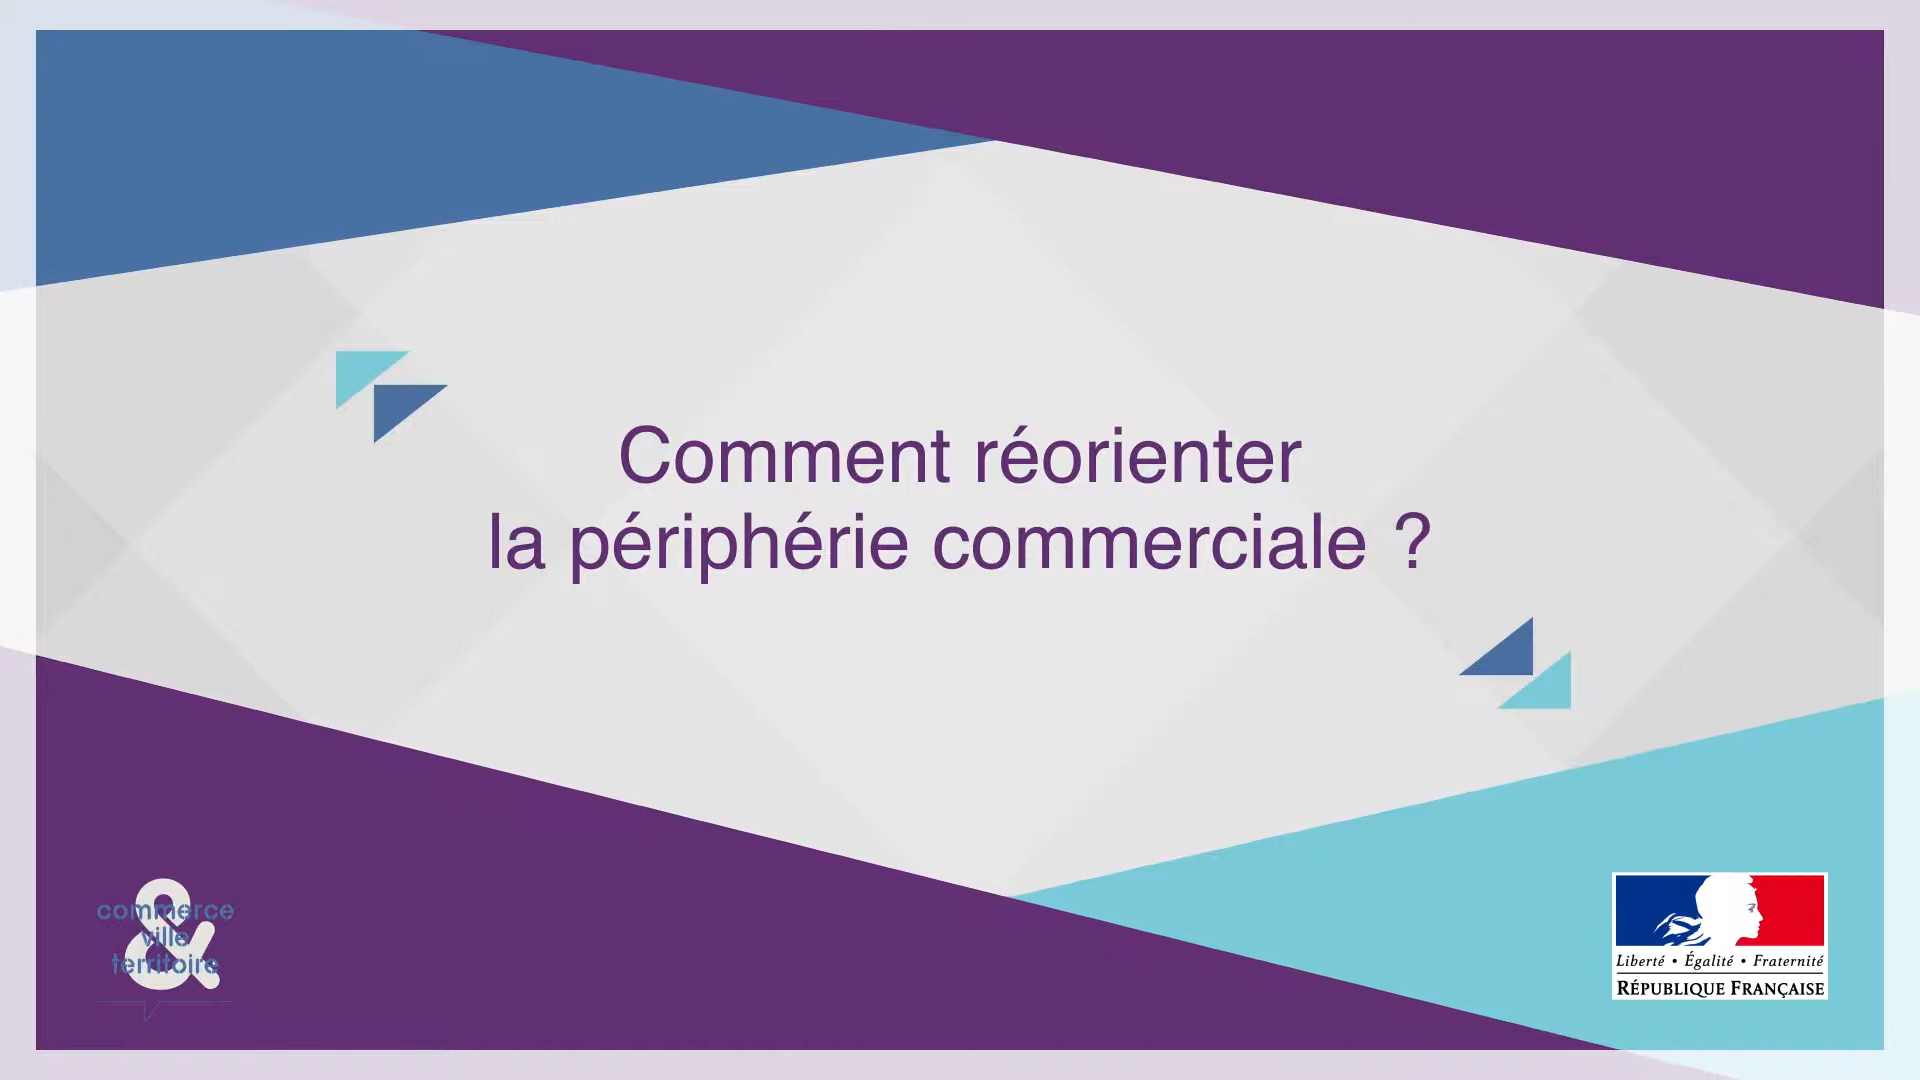 Comment réorienter
la périphérie commerciale ?
commerce
&
ville
territoire
Liberté • Égalité • Fraternité
RÉPUBLIQUE FRANÇAISE